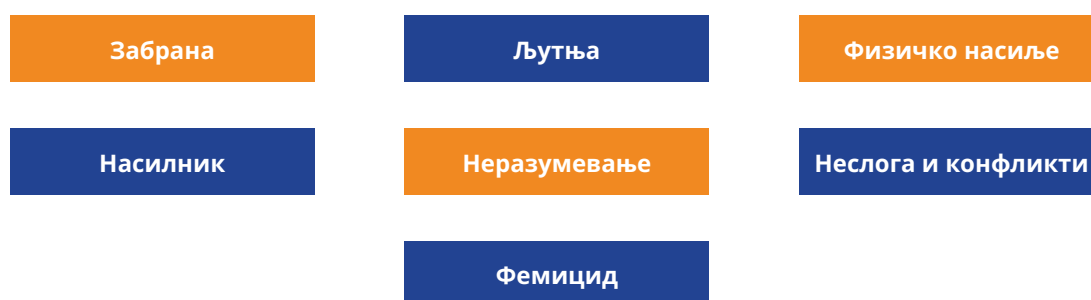 Забрана
Љутња
Физичко насиље
Насилник
Неразумевање
Неслога и конфликти
Фемицид